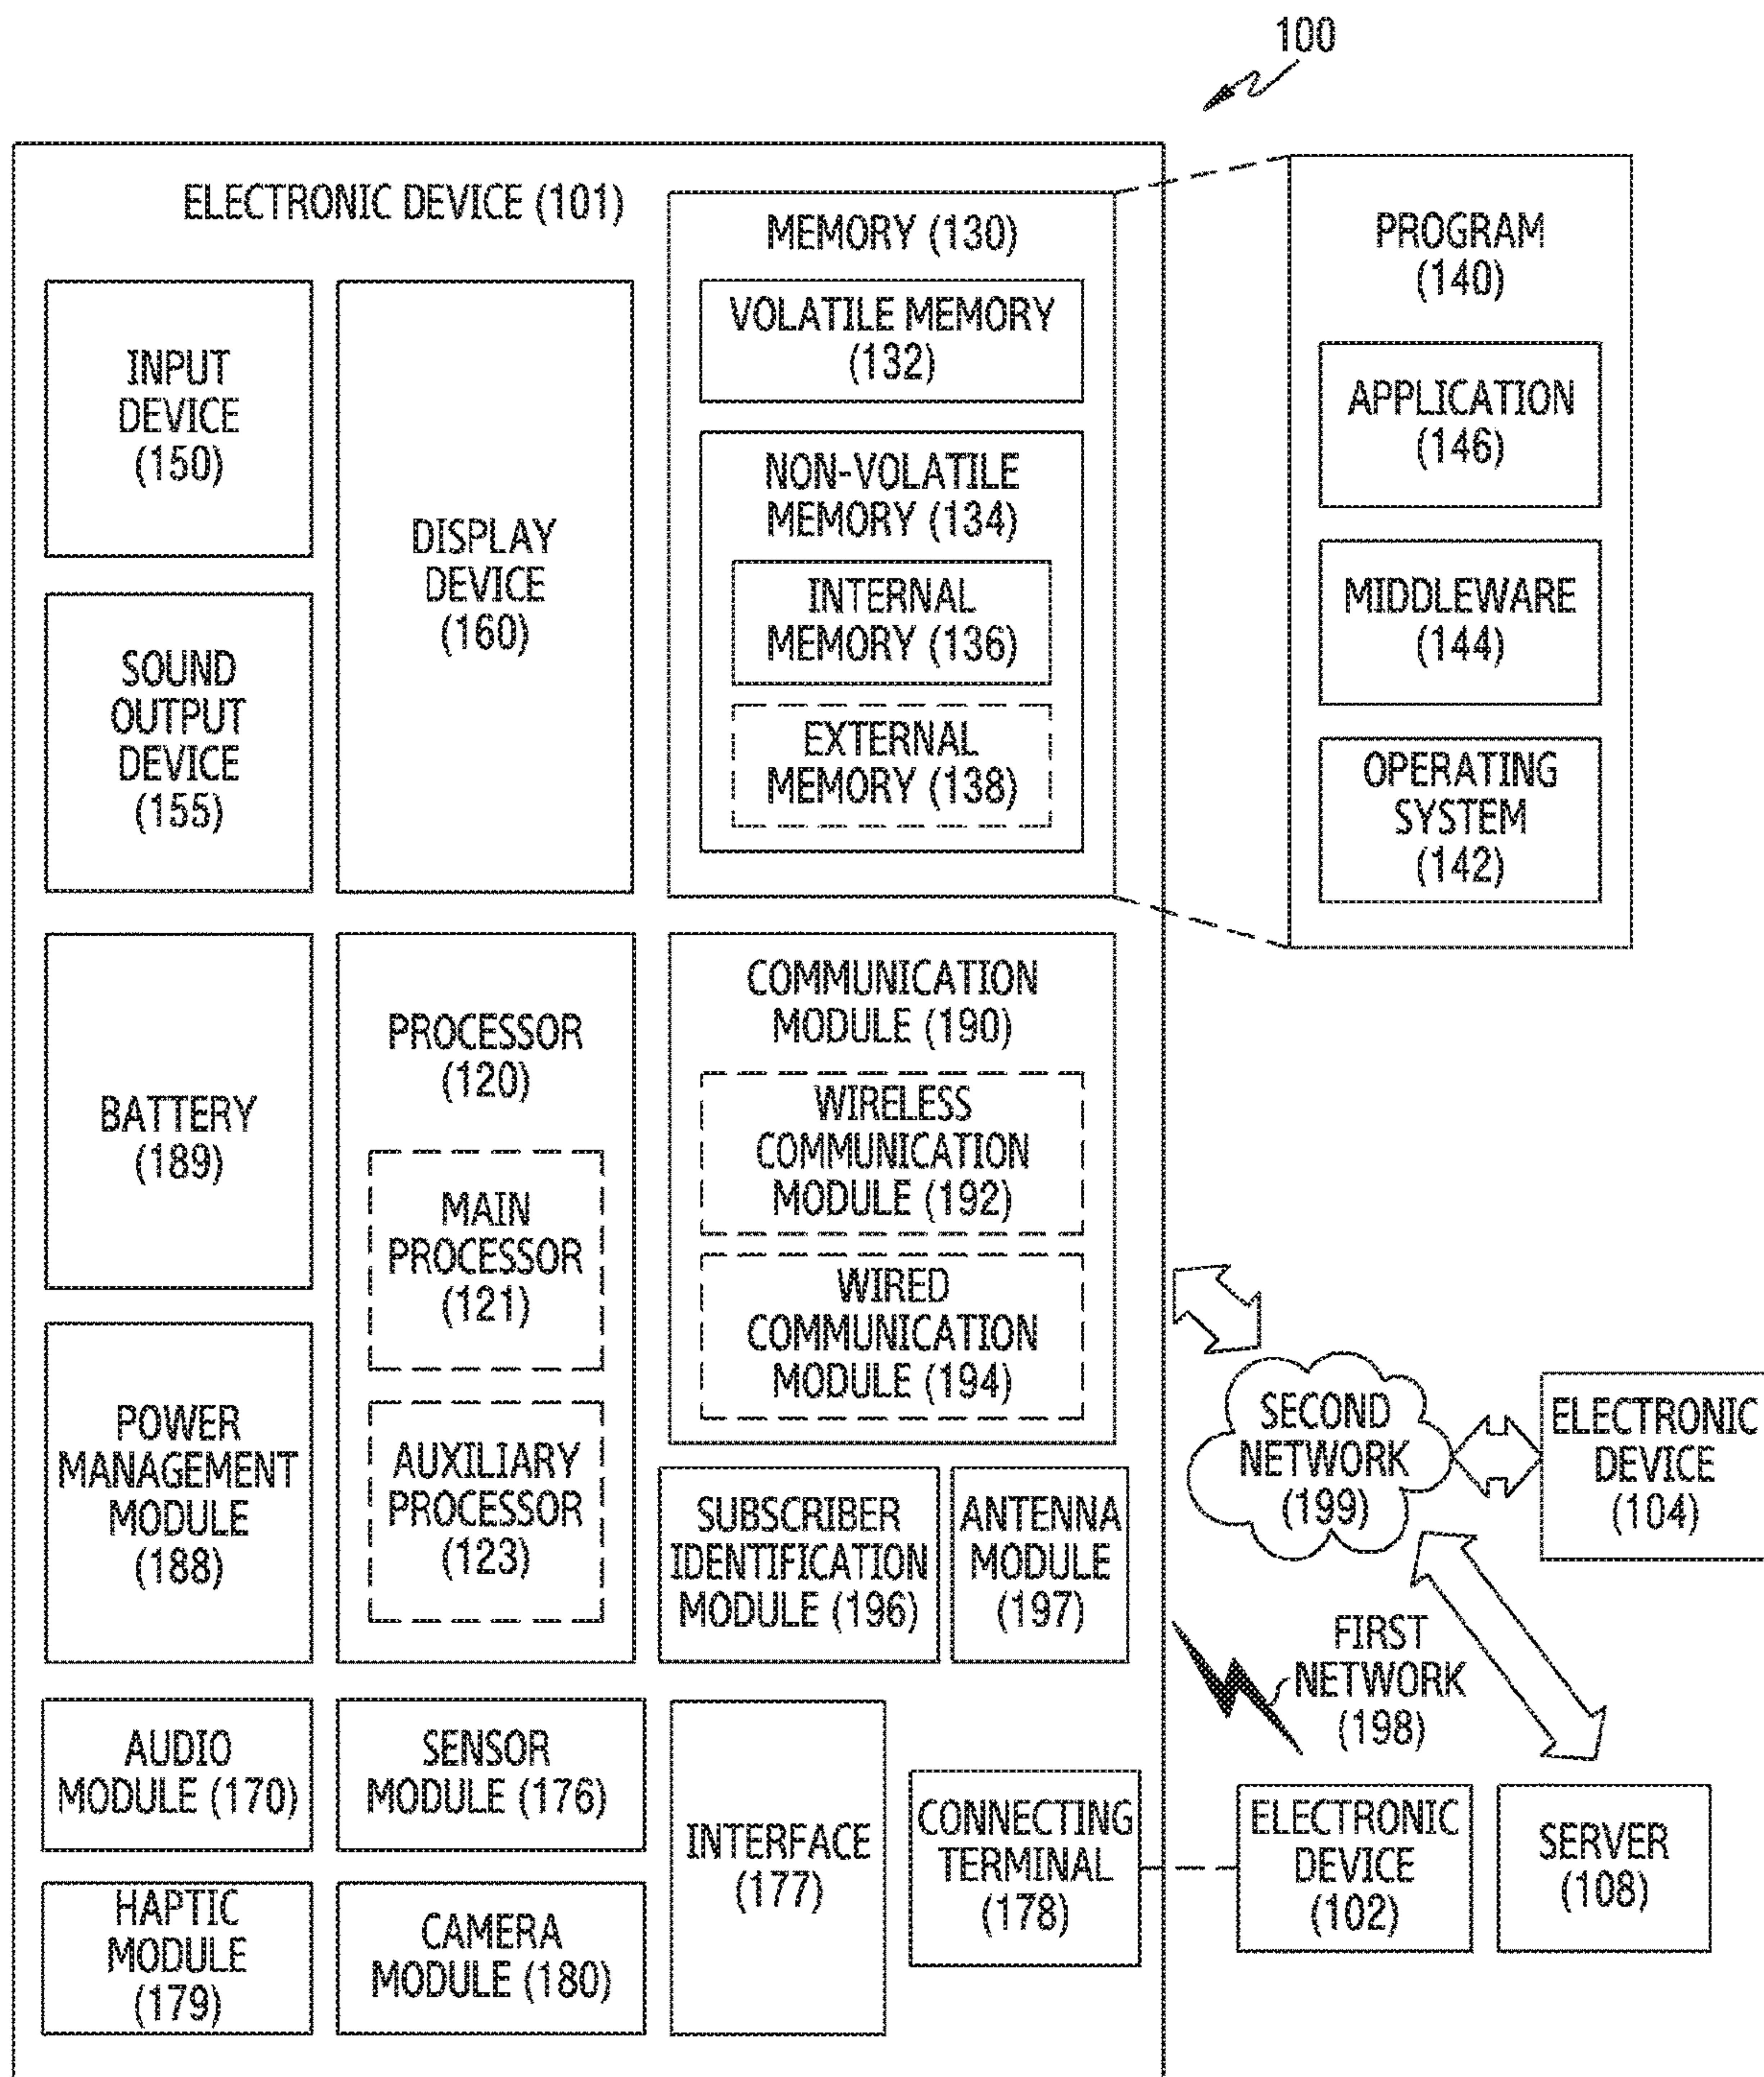 100
ELECTRONIC DEVICE (101)
INPUT
DEVICE
(150)
DISPLAY
DEVICE
(160)
SOUND
OUTPUT
DEVICE
(155)
MEMORY (130)
VOLATILE MEMORY
(132)
NON-VOLATILE
MEMORY (134)
INTERNAL
MEMORY (136)
EXTERNAL
MEMORY (138)
PROGRAM
(140)
APPLICATION
(146)
MIDDLEWARE
(144)
OPERATING
SYSTEM
(142)
BATTERY
(189)
POWER
MANAGEMENT
MODULE
(188)
PROCESSOR
(120)
MAIN
PROCESSOR
(121)
AUXILIARY
PROCESSOR
(123)
COMMUNICATION
MODULE (190)
WIRELESS
COMMUNICATION
MODULE (192)
WIRED
COMMUNICATION
MODULE (194)
SUBSCRIBER
IDENTIFICATION
MODULE (196)
ANTENNA
MODULE
(197)
SECOND
NETWORK
(199)
ELECTRONIC
DEVICE
(104)
FIRST
NETWORK
(198)
AUDIO
MODULE (170)
SENSOR
MODULE (176)
HAPTIC
MODULE
(179)
CAMERA
MODULE (180)
INTERFACE
(177)
CONNECTING
TERMINAL
(178)
ELECTRONIC
DEVICE
(102)
SERVER
(108)